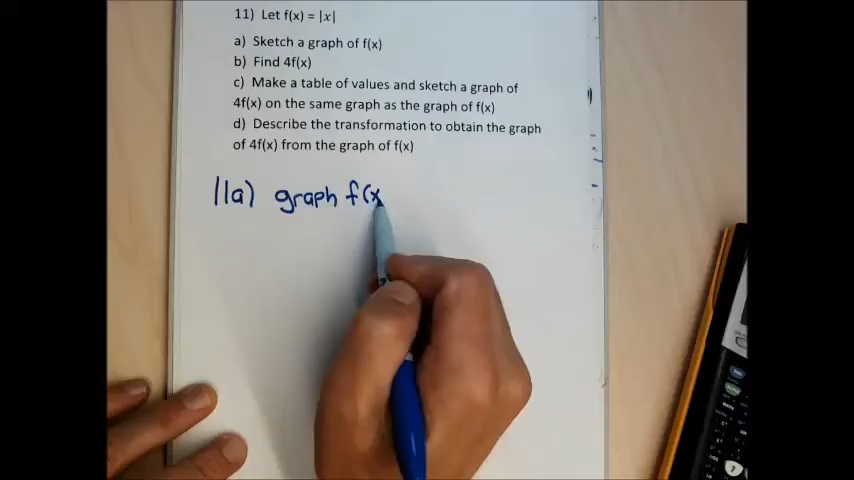 11) Let f(x) = |x|
a) Sketch a graph of f(x)
b) Find 4f(x)
c) Make a table of values and sketch a graph of
4f(x) on the same graph as the graph of f(x)
d) Describe the transformation to obtain the graph
of 4f(x) from the graph of f(x)
11a) graph f(x